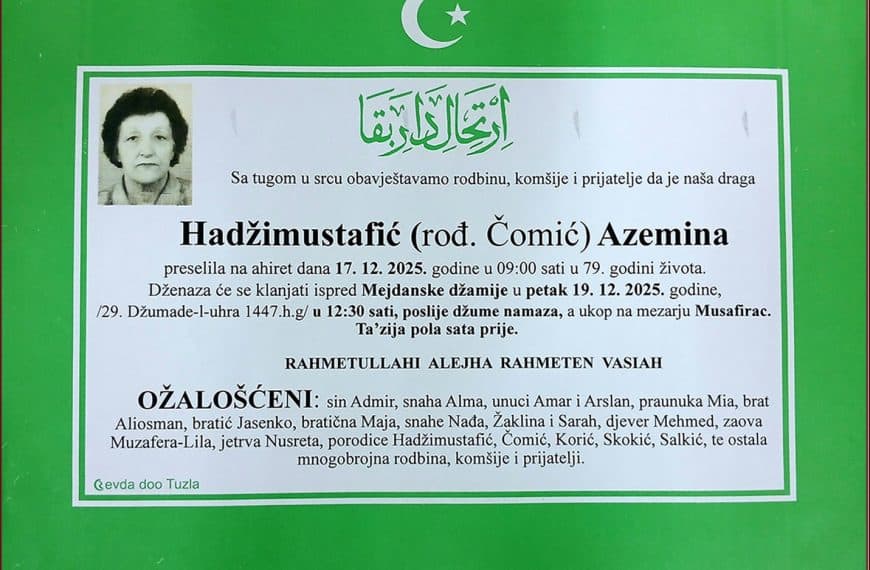 اِرْتِحَالِ دَارِ بَقَا
Sa tugom u srcu obavještavamo rodbinu, komšije i prijatelje da je naša draga
Hadžimustafić (rođ. Čomić) Azemina
preselila na ahiret dana 17. 12. 2025. godine u 09:00 sati u 79. godini života.
Dženaza će se klanjati ispred Mejdanske džamije u petak 19. 12. 2025. godine,
/29. Džumade-l-uhra 1447.h.g/ u 12:30 sati, poslije džume namaza, a ukop na mezarju Musafirac.
Ta'zija pola sata prije.
RAHMETULLAHI ALEJHA RAHMETEN VASIAH
OŽALOŠĆENI: sin Admir, snaha Alma, unuci Amar i Arslan, praunuka Mia, brat
Aliosman, bratić Jasenko, bratična Maja, snahe Nađa, Žaklina i Sarah, djever Mehmed, zaova
Muzafera-Lila, jetrva Nusreta, porodice Hadžimustafić, Čomić, Korić, Skokić, Salkić, te ostala
mnogobrojna rodbina, komšije i prijatelji.
Sevda doo Tuzla